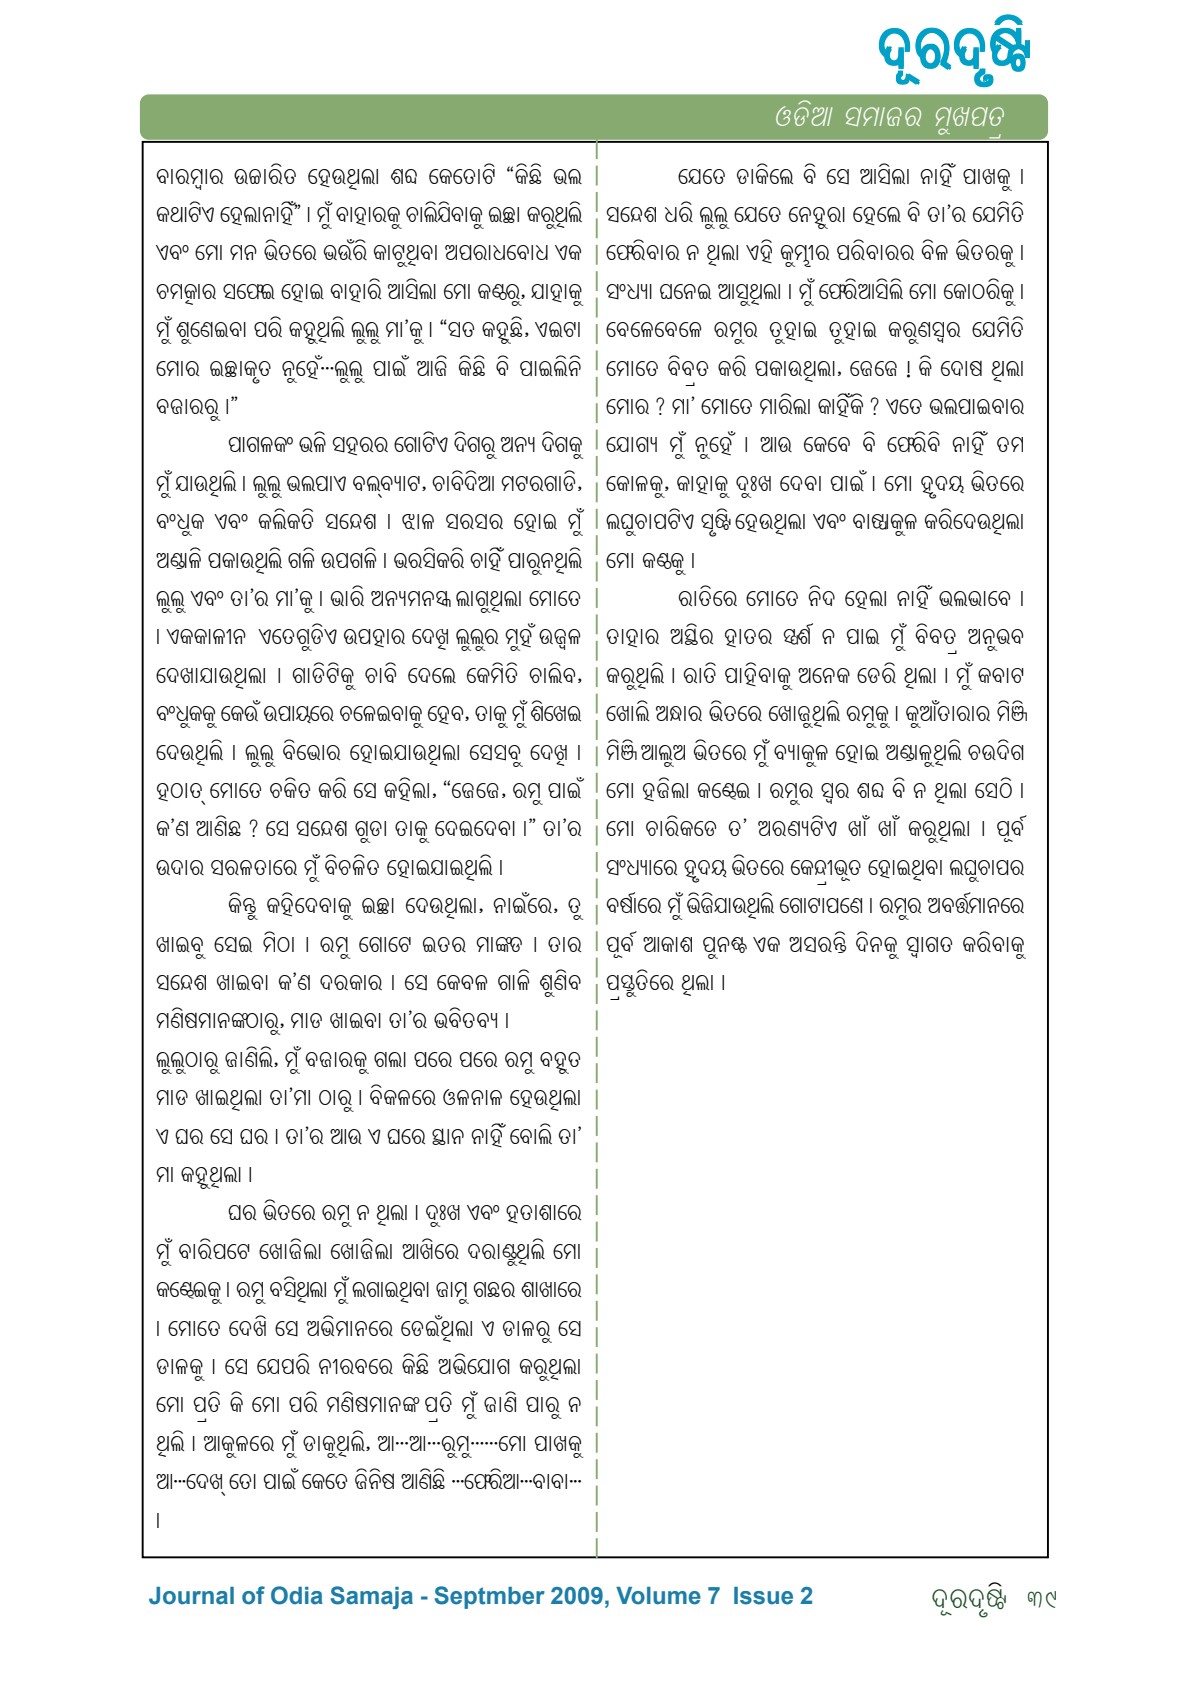 ଦୂରଦୃଷ୍ଟି
ଓଡିଆ ସମାଜର ମୁଖପତ୍ର
ବାରମ୍ବାର ଉଚ୍ଚାରିତ ହେଉଥିଲା ଶବ୍ଦ କେତୋଟି “କିଛି ଭଲ
କଥାଟିଏ ହେଲାନାହିଁ” । ମୁଁ ବାହାରକୁ ଚାଲିଯିବାକୁ ଇଚ୍ଛା କରୁଥିଲି
ଏବଂ ମୋ ମନ ଭିତରେ ଭଉଁରି କାଟୁଥିବା ଅପରାଧବୋଧ ଏକ
ଚମତ୍କାର ସଫେଇ ହୋଇ ବାହାରି ଆସିଲା ମୋ କଣ୍ଠରୁ, ଯାହାକୁ
ମୁଁ ଶୁଣେଇବା ପରି କହୁଥିଲି ଲୁଲୁ ମା’କୁ । “ସତ କହୁଛି, ଏଇଟା
ମୋର ଇଚ୍ଛାକୃତ ନୁହେଁ...ଲୁଲୁ ପାଇଁ ଆଜି କିଛି ବି ପାଇଲିନି
ବଜାରରୁ ।”
ପାଗଳକଂ ଭଳି ସହରର ଗୋଟିଏ ଦିଗରୁ ଅନ୍ୟ ଦିଗକୁ
ମୁଁ ଯାଉଥିଲି । ଲୁଲୁ ଭଲପାଏ ବଲ୍‌ବ୍ୟାଟ, ଚାବିଦିଆ ମଟରଗାଡି,
ବଂଧୁକ ଏବଂ କଲିକତି ସନ୍ଦେଶ । ଝାଳ ସରସର ହୋଇ ମୁଁ
ଅଣ୍ଡାଳି ପକାଉଥିଲି ଗଳି ଉପଗଳି । ଭରସିକରି ଚାହିଁ ପାରୁନଥିଲି
ଲୁଲୁ ଏବଂ ତା’ର ମା’କୁ । ଭାରି ଅନ୍ୟମନସ୍କ ଲାଗୁଥିଲା ମୋତେ
। ଏକକାଳୀନ ଏତେଗୁଡିଏ ଉପହାର ଦେଖି ଲୁଲୁର ମୁହଁ ଉଜ୍ଜ୍ୱଳ
ଦେଖାଯାଉଥିଲା । ଗାଡିଟିକୁ ଚାବି ଦେଲେ କେମିତି ଚାଲିବ,
ବଂଧୁକକୁ କେଉଁ ଉପାୟରେ ଚଳେଇବାକୁ ହେବ, ତାକୁ ମୁଁ ଶିଖେଇ
ଦେଉଥିଲି । ଲୁଲୁ ବିଭୋର ହୋଇଯାଉଥିଲା ସେସବୁ ଦେଖି ।
ହଠାତ୍ ମୋତେ ଚକିତ କରି ସେ କହିଲା, “ଜେଜେ, ରମୁ ପାଇଁ
କ’ଣ ଆଣିଛ ? ସେ ସନ୍ଦେଶ ଗୁଡା ତାକୁ ଦେଇଦେବା ।” ତା’ର
ଉଦାର ସରଳତାରେ ମୁଁ ବିଚଳିତ ହୋଇଯାଇଥିଲି ।
କିନ୍ତୁ କହିଦେବାକୁ ଇଚ୍ଛା ଦେଉଥିଲା, ନାଇଁରେ, ତୁ
ଖାଇବୁ ସେଇ ମିଠା । ରମୁ ଗୋଟେ ଇତର ମାଙ୍କଡ । ତାର
ସନ୍ଦେଶ ଖାଇବା କ’ଣ ଦରକାର । ସେ କେବଳ ଗାଳି ଶୁଣିବ
ମଣିଷମାନଙ୍କଠାରୁ, ମାଡ ଖାଇବା ତା’ର ଭବିତବ୍ୟ ।
ଲୁଲୁଠାରୁ ଜାଣିଲି, ମୁଁ ବଜାରକୁ ଗଲା ପରେ ପରେ ରମୁ ବହୁତ
ମାଡ ଖାଇଥିଲା ତା’ମା ଠାରୁ । ବିକଳରେ ଓଳନାଳ ହେଉଥିଲା
ଏ ଘର ସେ ଘର । ତା’ର ଆଉ ଏ ଘରେ ସ୍ଥାନ ନାହିଁ ବୋଲି ତା’
ମା କହୁଥିଲା ।
ଘର ଭିତରେ ରମୁ ନ ଥିଲା । ଦୁଃଖ ଏବଂ ହତାଶାରେ
ମୁଁ ବାରିପଟେ ଖୋଜିଲା ଖୋଜିଲା ଆଖିରେ ଦରାଣ୍ଡୁଥିଲି ମୋ
କଣ୍ଢେଇକୁ । ରମୁ ବସିଥିଲା ମୁଁ ଲଗାଇଥିବା ଜାମୁ ଗଛର ଶାଖାରେ
। ମୋତେ ଦେଖି ସେ ଅଭିମାନରେ ଡେଇଁଥିଲା ଏ ଡାଳରୁ ସେ
ଡାଳକୁ । ସେ ଯେପରି ନୀରବରେ କିଛି ଅଭିଯୋଗ କରୁଥିଲା
ମୋ ପ୍ରତି କି ମୋ ପରି ମଣିଷମାନଙ୍କ ପ୍ରତି ମୁଁ ଜାଣି ପାରୁ ନ
ଥିଲି । ଆକୁଳରେ ମୁଁ ଡାକୁଥିଲି, ଆ...ଆ...ରୁମୁ......ମୋ ପାଖକୁ
ଆ...ଦେଖ୍ ତୋ ପାଇଁ କେତେ ଜିନିଷ ଆଣିଛି ...ଫେରିଆ...ବାବା...
।
ଯେତେ ଡାକିଲେ ବି ସେ ଆସିଲା ନାହିଁ ପାଖକୁ ।
ସନ୍ଦେଶ ଧରି ଲୁଲୁ ଯେତେ ନେହୁରା ହେଲେ ବି ତା’ର ଯେମିତି
ଫେରିବାର ନ ଥିଲା ଏହି କୁମ୍ଭୀର ପରିବାରର ବିଳ ଭିତରକୁ ।
ସଂଧ୍ୟା ଘନେଇ ଆସୁଥିଲା । ମୁଁ ଫେରିଆସିଲି ମୋ କୋଠରିକୁ ।
ବେଳେବେଳେ ରମୁର ତୁହାଇ ତୁହାଇ କରୁଣସ୍ୱର ଯେମିତି
ମୋତେ ବିବ୍ରତ କରି ପକାଉଥିଲା, ଜେଜେ ! କି ଦୋଷ ଥିଲା
ମୋର ? ମା’ ମୋତେ ମାରିଲା କାହିଁକି ? ଏତେ ଭଲପାଇବାର
ଯୋଗ୍ୟ ମୁଁ ନୁହେଁ । ଆଉ କେବେ ବି ଫେରିବି ନାହିଁ ତମ
କୋଳକୁ, କାହାକୁ ଦୁଃଖ ଦେବା ପାଇଁ । ମୋ ହୃଦୟ ଭିତରେ
ଲଘୁଚାପଟିଏ ସୃଷ୍ଟି ହେଉଥିଲା ଏବଂ ବାଷ୍ପାକୁଳ କରିଦେଉଥିଲା
ମୋ କଣ୍ଠକୁ ।
ରାତିରେ ମୋତେ ନିଦ ହେଲା ନାହିଁ ଭଲଭାବେ ।
ତାହାର ଅସ୍ଥିର ହାତର ସ୍ପର୍ଶ ନ ପାଇ ମୁଁ ବିବତ୍ର ଅନୁଭବ
କରୁଥିଲି । ରାତି ପାହିବାକୁ ଅନେକ ଡେରି ଥିଲା । ମୁଁ କବାଟ
ଖୋଲି ଅନ୍ଧାର ଭିତରେ ଖୋଜୁଥିଲି ରମୁକୁ । କୁଆଁତାରାର ମିଞ୍ଜି
ମିଞ୍ଜି ଆଲୁଅ ଭିତରେ ମୁଁ ବ୍ୟାକୁଳ ହୋଇ ଅଣ୍ଡାଳୁଥିଲି ଚଉଦିଗ
ମୋ ହଜିଲା କଣ୍ଢେଇ । ରମୁର ସ୍ୱର ଶବ୍ଦ ବି ନ ଥିଲା ସେଠି ।
ମୋ ଚାରିକଡେ ତ’ ଅରଣ୍ୟଟିଏ ଖାଁ ଖାଁ କରୁଥିଲା । ପୂର୍ବ
ସଂଧ୍ୟାରେ ହୃଦୟ ଭିତରେ କେନ୍ଦ୍ରୀଭୂତ ହୋଇଥିବା ଲଘୁଚାପର
ବର୍ଷାରେ ମୁଁ ଭିଜିଯାଉଥିଲି ଗୋଟାପଣେ । ରମୁର ଅବର୍ତ୍ତମାନରେ
ପୂର୍ବ ଆକାଶ ପୁନଶ୍ଚ ଏକ ଅସରନ୍ତି ଦିନକୁ ସ୍ୱାଗତ କରିବାକୁ
ପ୍ରସ୍ତୁତିରେ ଥିଲା ।
Journal of Odia Samaja - Septmber 2009, Volume 7 Issue 2
ଦୂରଦୃଷ୍ଟି ୩୯